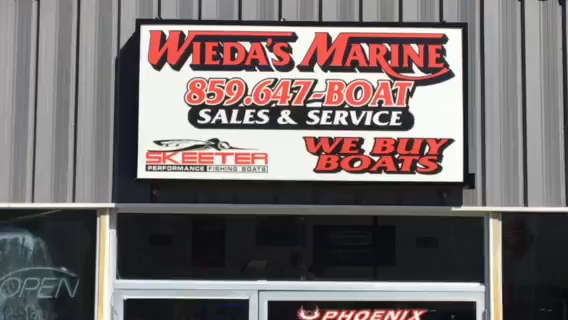 WIEDA'S MARINE
859.647-BOAT
SALES & SERVICE
SKEETER
PERFORMANCE FISHING BOATS
WE BUY
BOATS
OPEN
PHOENIX